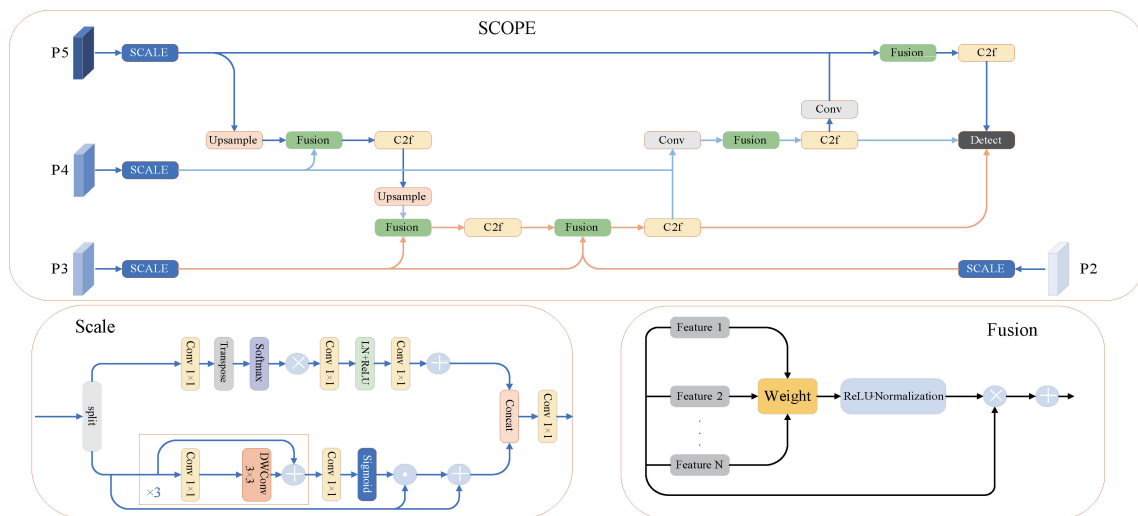 SCOPE
P5
SCALE
Fusion
C2f
Conv
Upsample
Fusion
C2f
Conv
Fusion
C2f
Detect
P4
SCALE
Upsample
Fusion
C2f
Fusion
C2f
P3
SCALE
SCALE
P2
Scale
split
Conv 1×1
Transpose
Softmax
×
Conv 1×1
LN+ReLU
Conv 1×1
+
Concat
Conv 1×1
×3
Conv 1×1
DWConv
3×3
+
Conv 1×1
Sigmoid
·
+
Fusion
Feature 1
Feature 2
.
.
.
Feature N
Weight
ReLU-Normalization
×
+